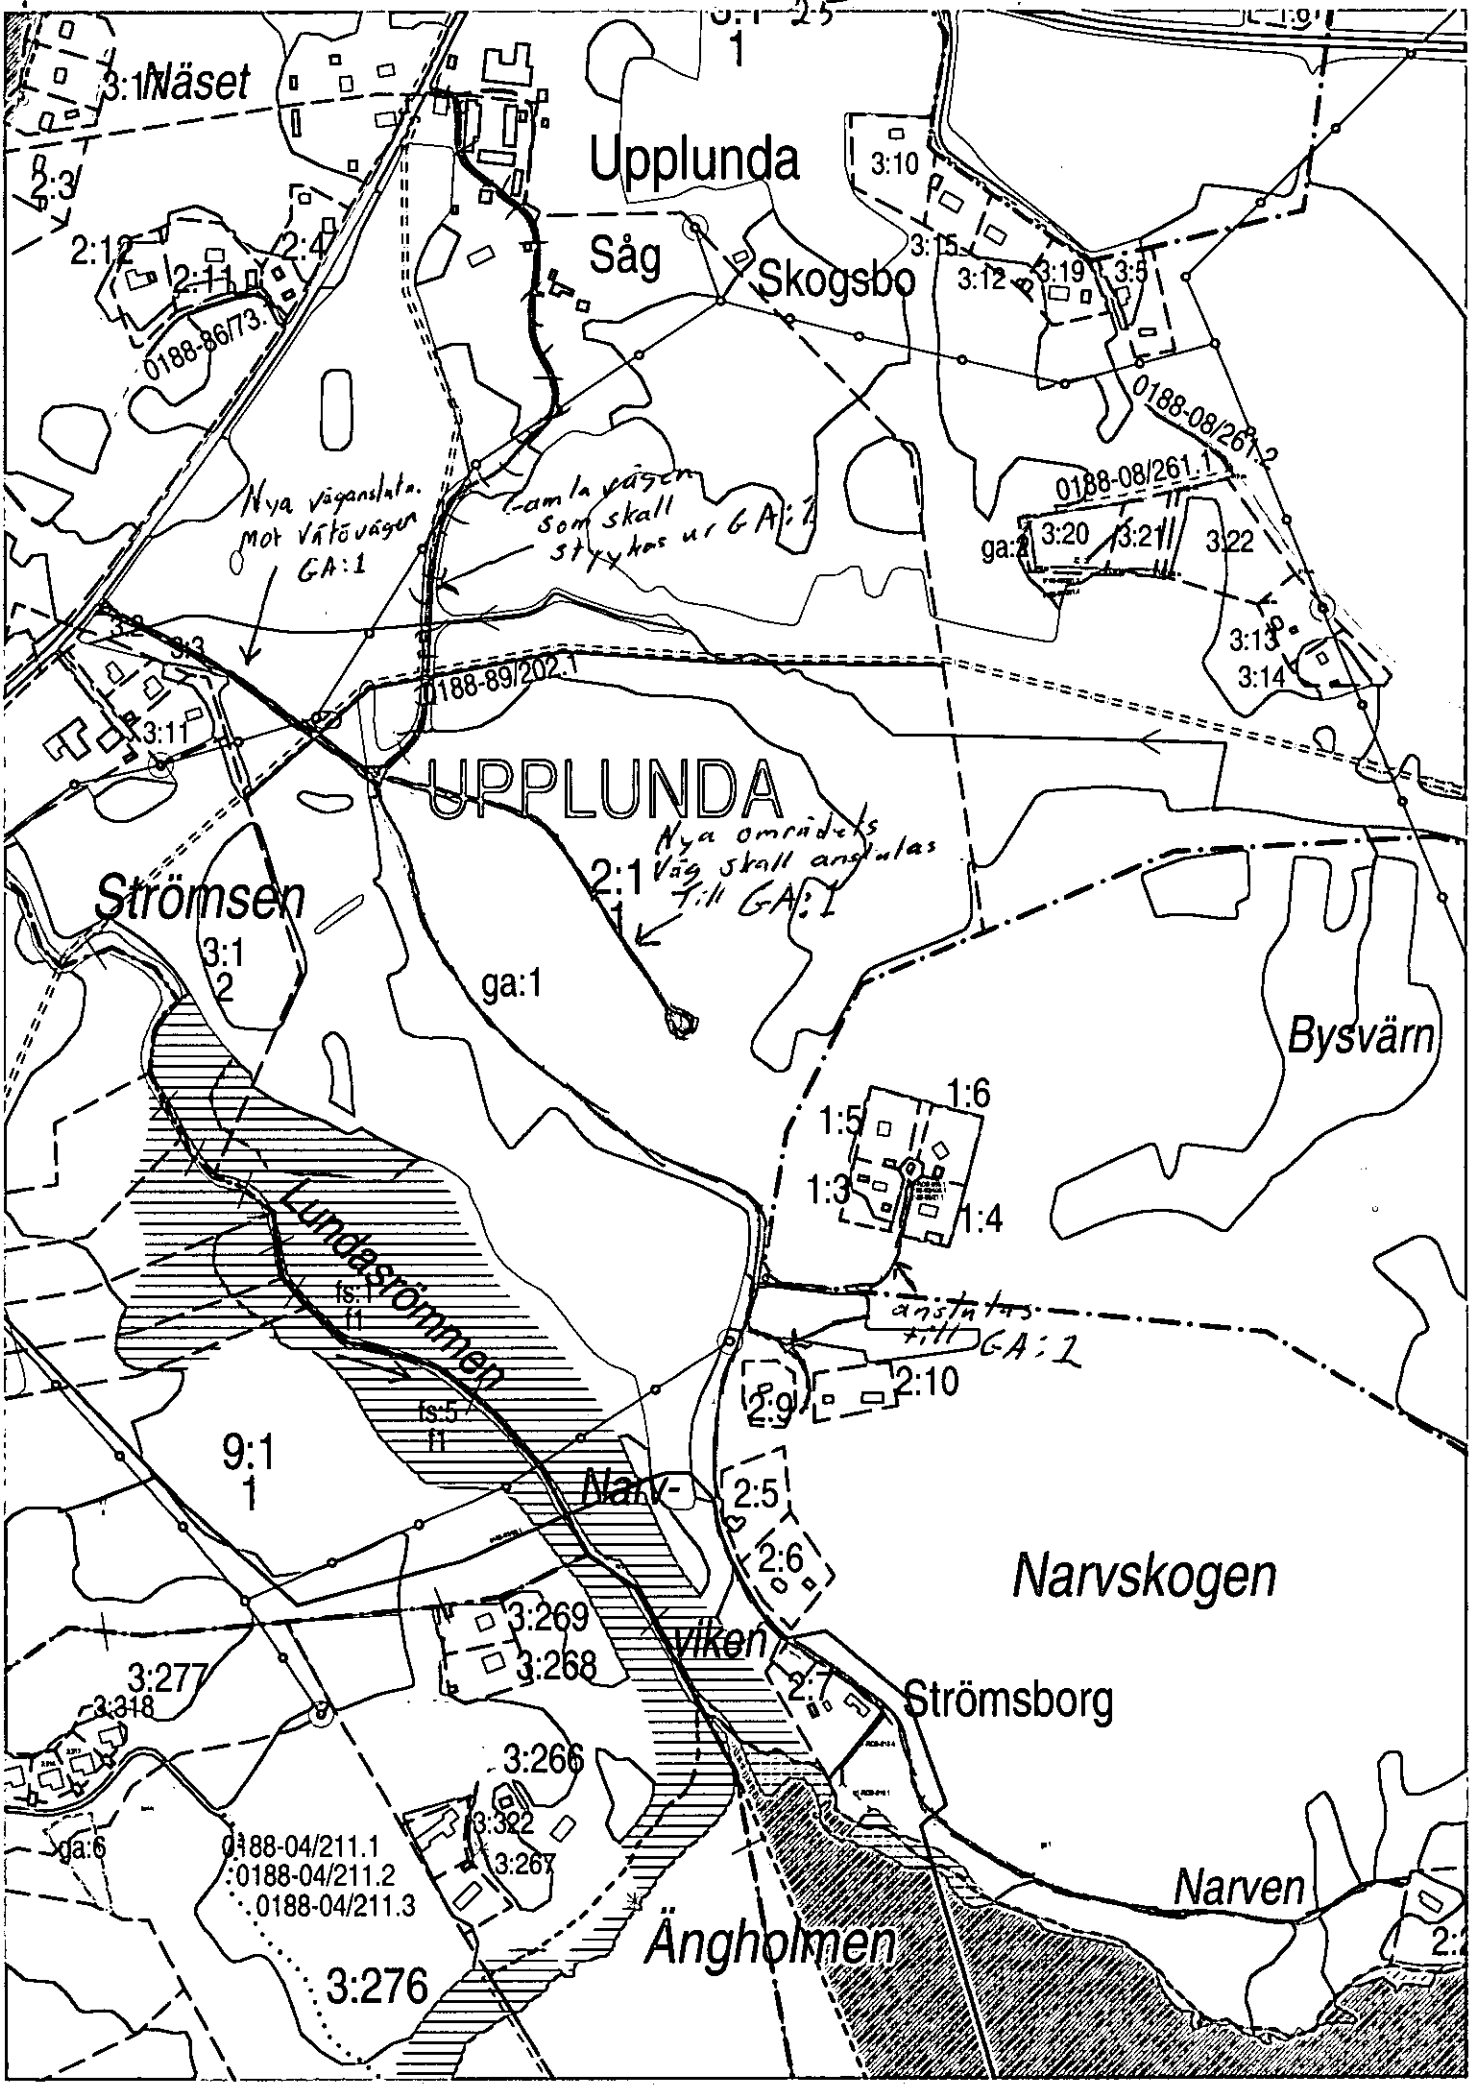 25
1
1:6
3:17
Näset
Upplunda
3:10
2:3
2:12
2:4
2:11
Såg
Skogsbo
3:15
3:12
3:19
3:5
0188-86/73.
0188-08/261.2
0188-08/261.1
Nya väganslutn.
mot Vätövägen
GA:1
Gamla vägen
som skall
styckas ur GA:1
ga:2
3:20
3:21
3:22
3:2
3:3
3:13
3:14
0188-89/202.1
3:11
UPPLUNDA
Nya områdets
väg skall anslutas
Till GA:1
2:1
1
Strömsen
3:1
2
ga:1
Bysvärn
1:5
1:6
1:3
1:4
Lundasrömmen
fs:1
f1
anslutas
till GA:1
2:9
2:10
fs:5
f1
9:1
1
Narv-
2:5
2:6
Narvskogen
3:269
3:268
viken
3:277
3:318
2:7
Strömsborg
3:266
3:322
3:267
ga:6
0188-04/211.1
0188-04/211.2
0188-04/211.3
Narven
Ängholmen
3:276